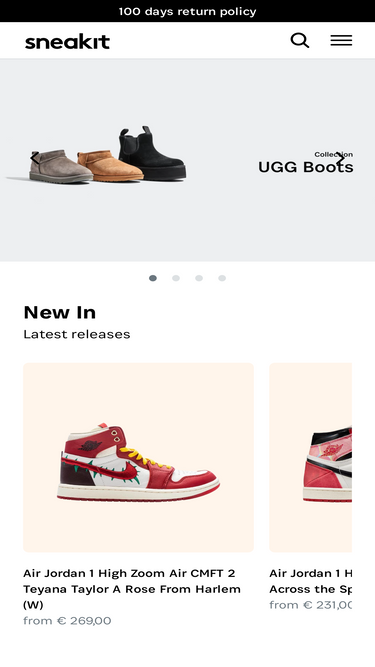 100 days return policy
sneakit
Collection
UGG Boots
New In
Latest releases
Air Jordan 1 High Zoom Air CMFT 2
Teyana Taylor A Rose From Harlem
(W)
from € 269,00
Air Jordan 1 H
Across the Sp
from € 231,00